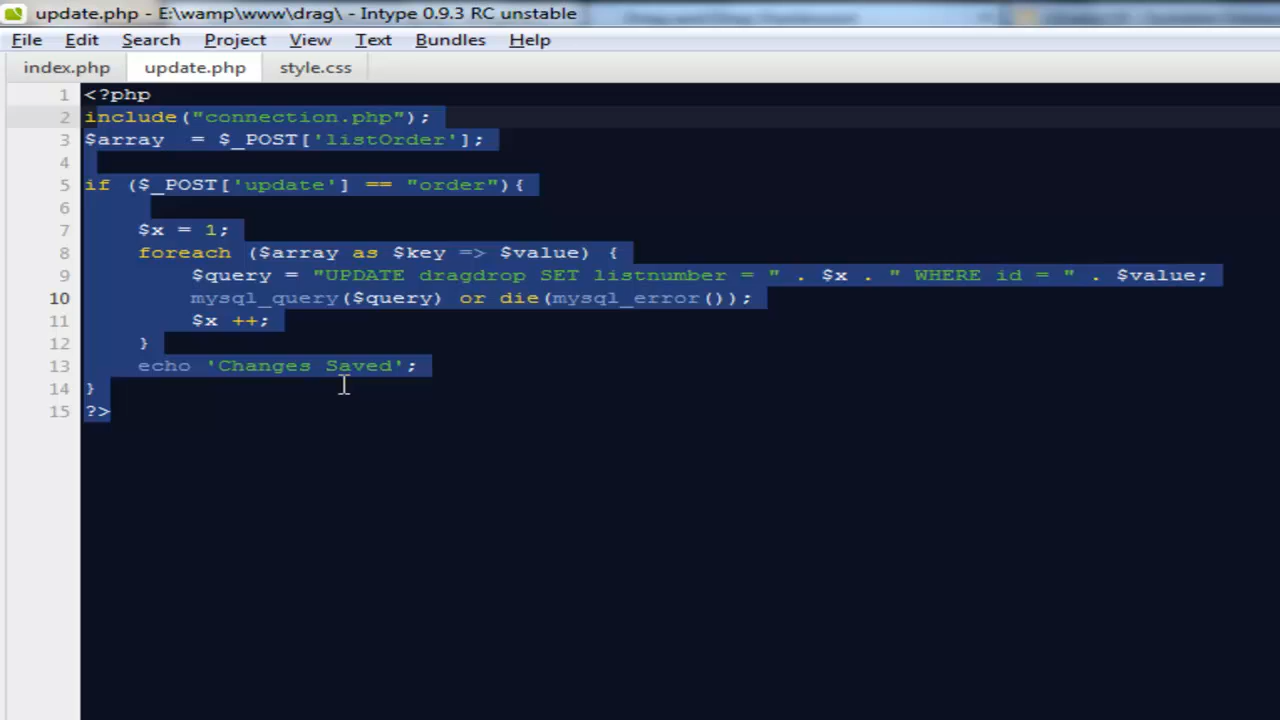 update.php - E:\wamp\www\drag\ - Intype 0.9.3 RC unstable
File Edit Search Project View Text Bundles Help
index.php update.php style.css
1 <?php
2 include("connection.php");
3 $array  = $_POST['listOrder'];
4
5 if ($_POST['update'] == "order"){
6
7     $x = 1;
8     foreach ($array as $key => $value) {
9         $query = "UPDATE dragdrop SET listnumber = " . $x . " WHERE id = " . $value;
10         mysql_query($query) or die(mysql_error());
11         $x ++;
12     }
13     echo 'Changes Saved';
14 }
15 ?>